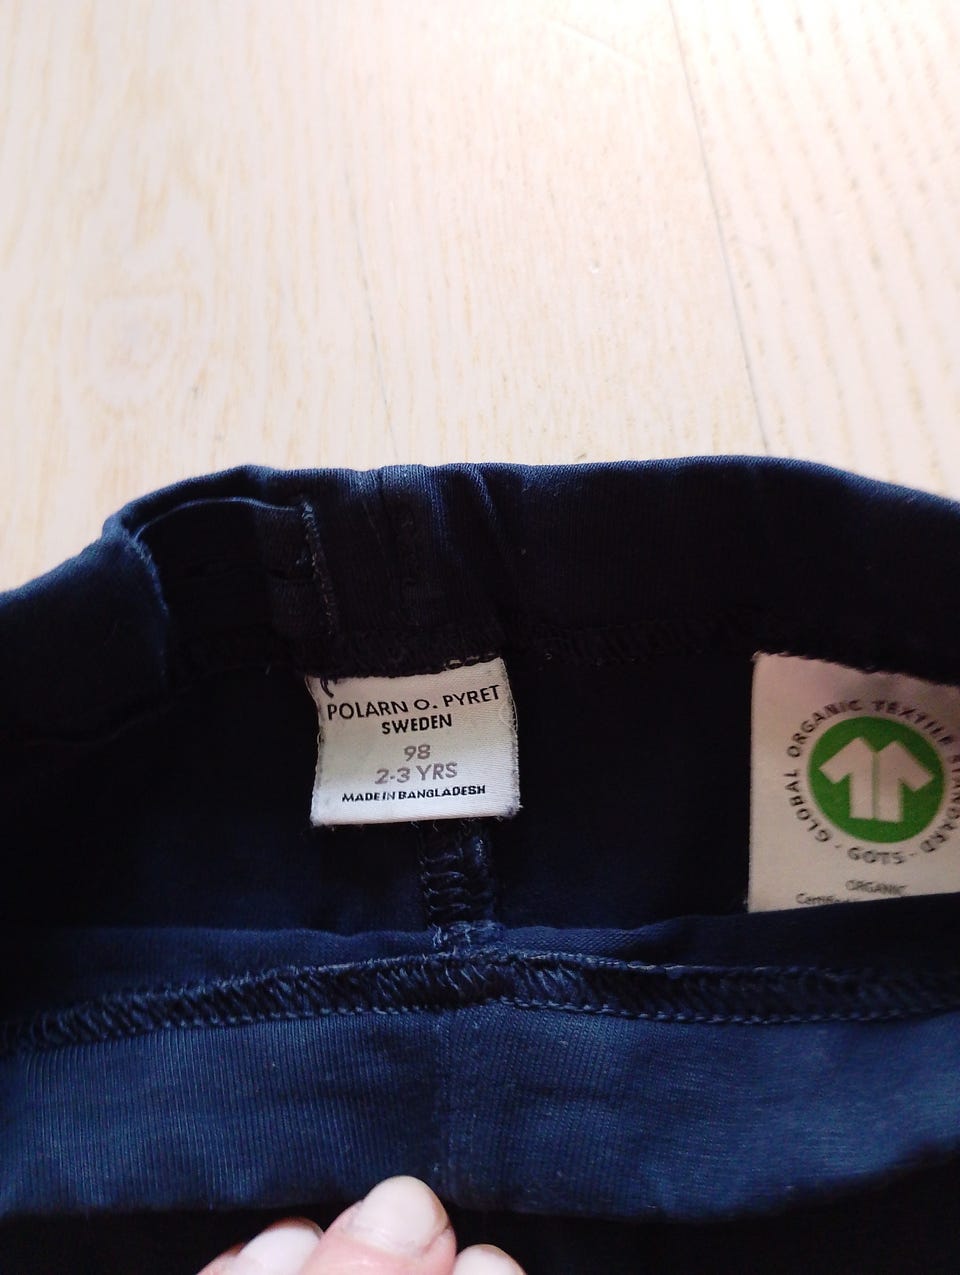 POLARN O. PYRET
SWEDEN
98
2-3 YRS
MADE IN BANGLADESH
GLOBAL ORGANIC TEXTILE STANDARD
· GOTS ·
ORGANIC